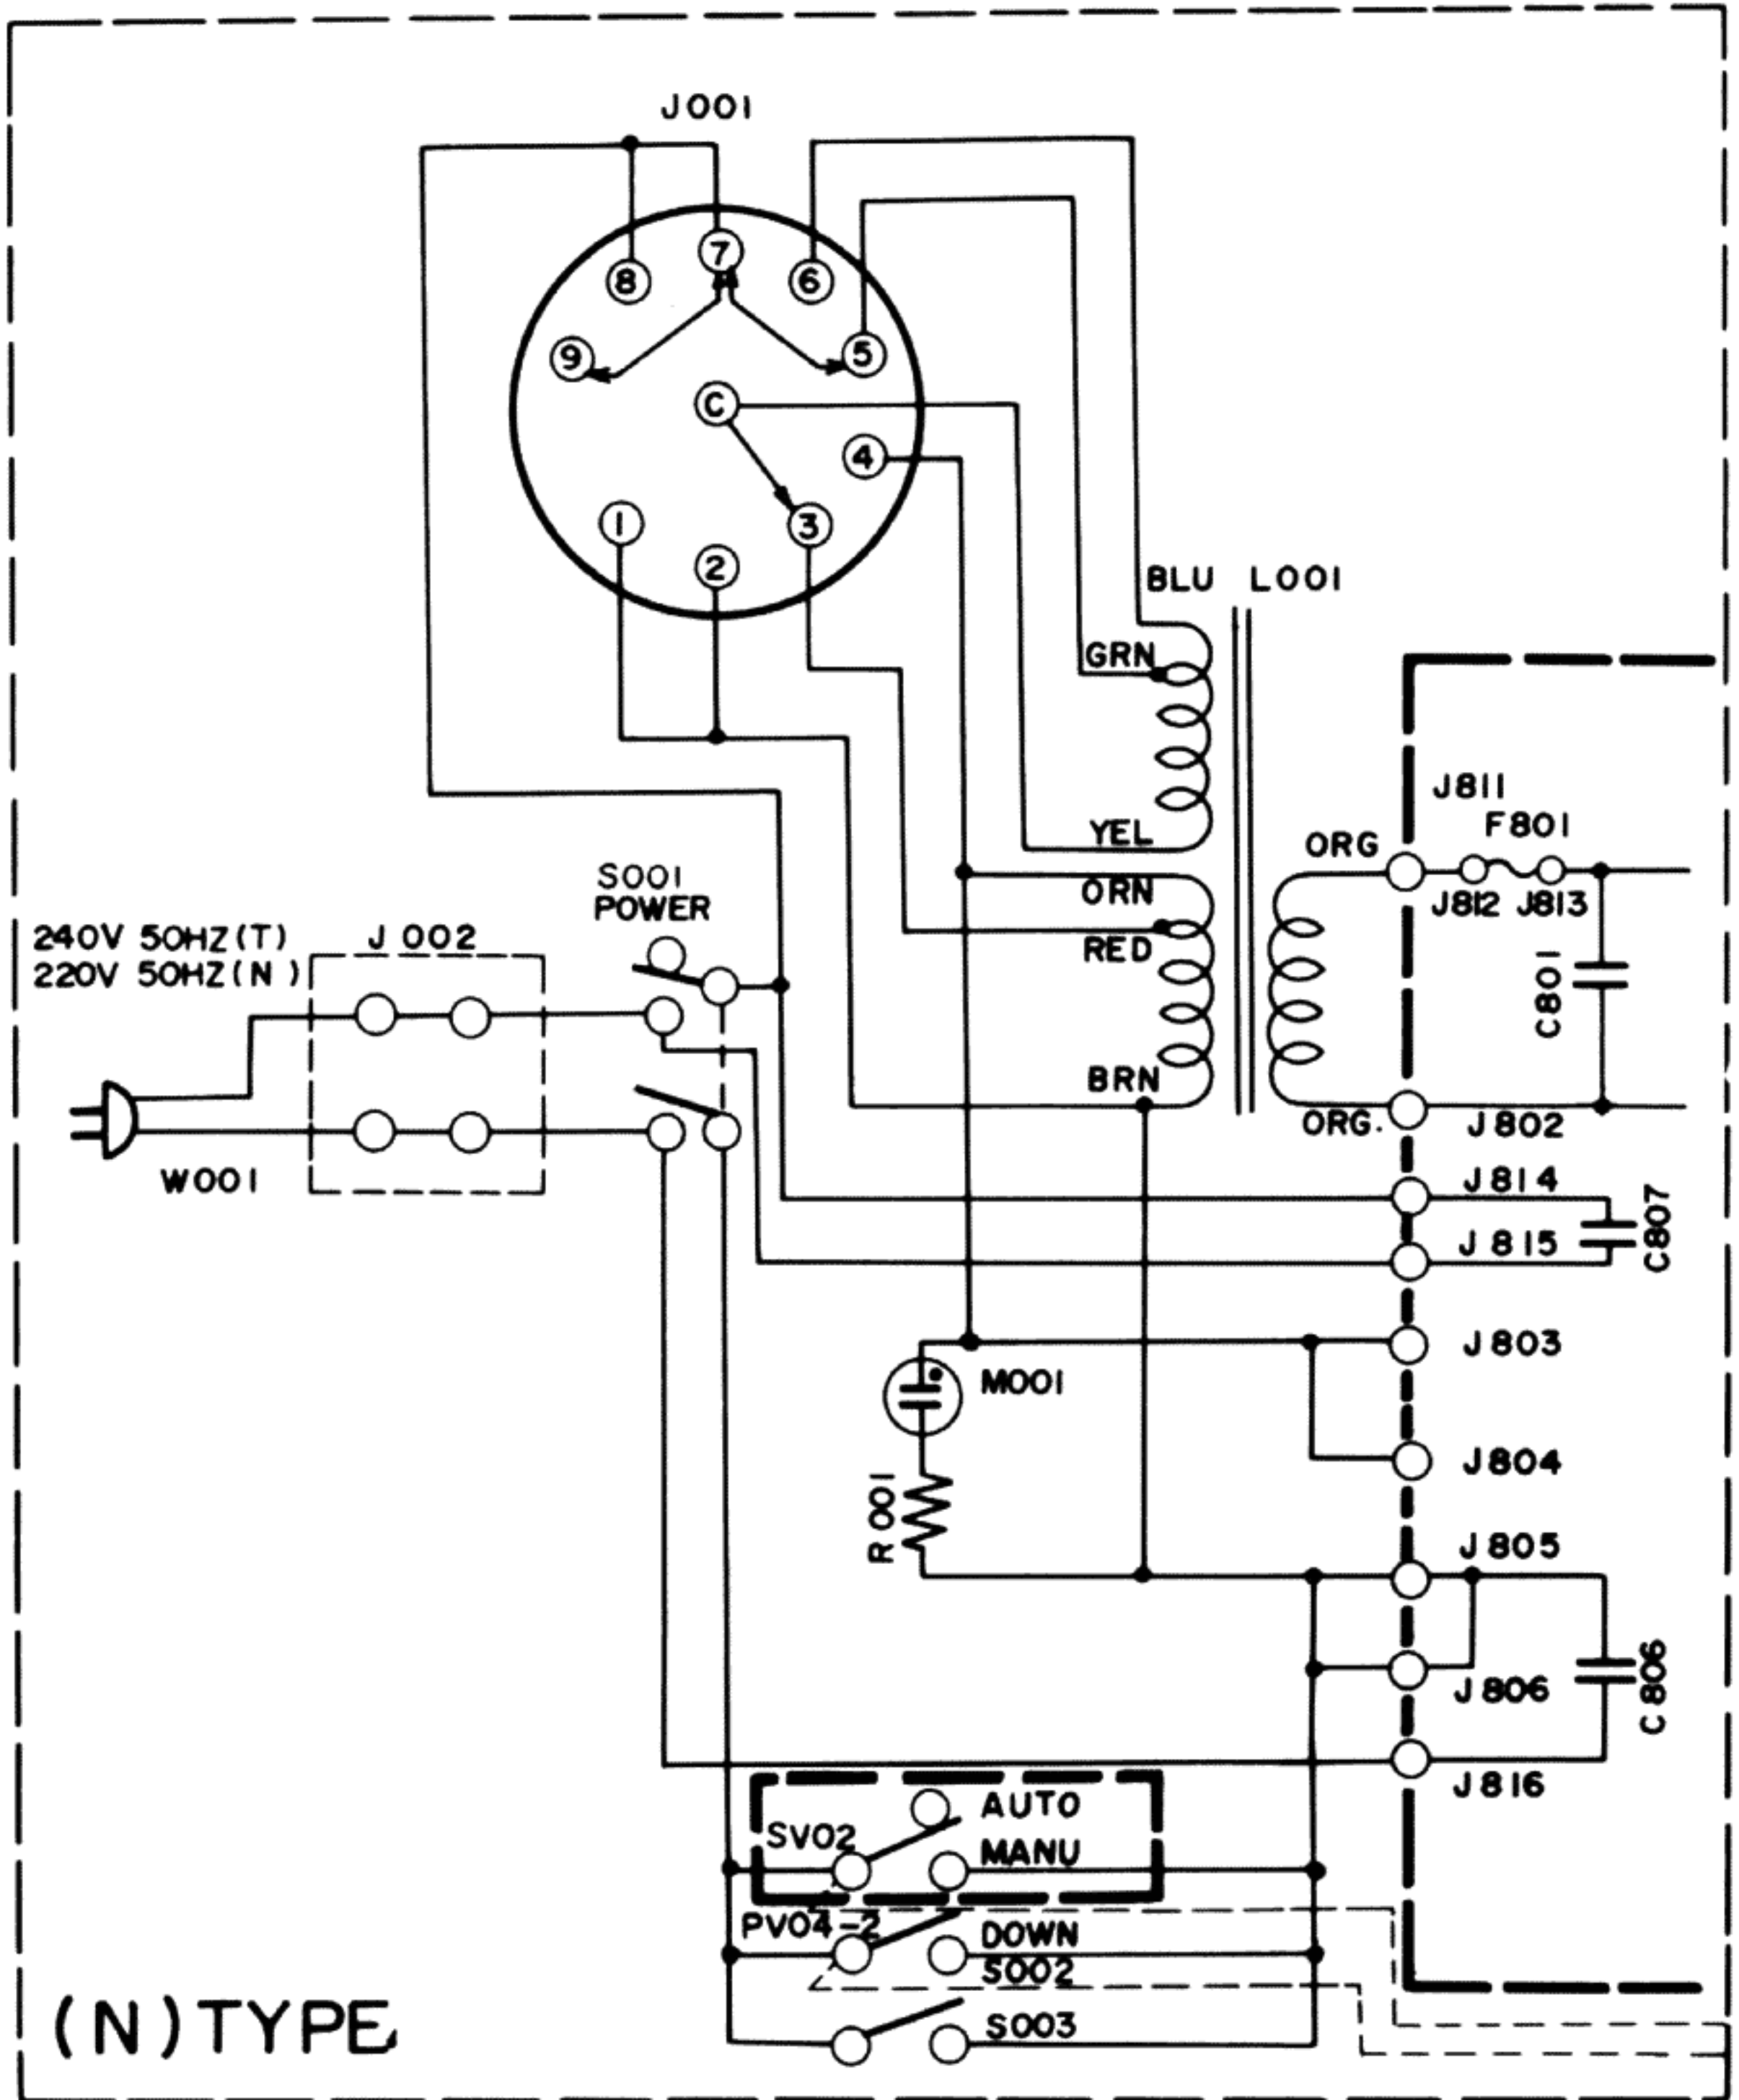 J001
8
7
6
9
5
C
4
1
3
2
BLU L001
GRN
J811
F801
YEL
ORG
ORN
J812 J813
S001
POWER
RED
240V 50HZ(T)
220V 50HZ(N)
J002
C801
BRN
ORG.
J802
W001
J814
C807
J815
J803
M001
J804
R001
J805
J806
C806
J816
AUTO
SV02
MANU
PV04-2
DOWN
S002
S003
(N)TYPE